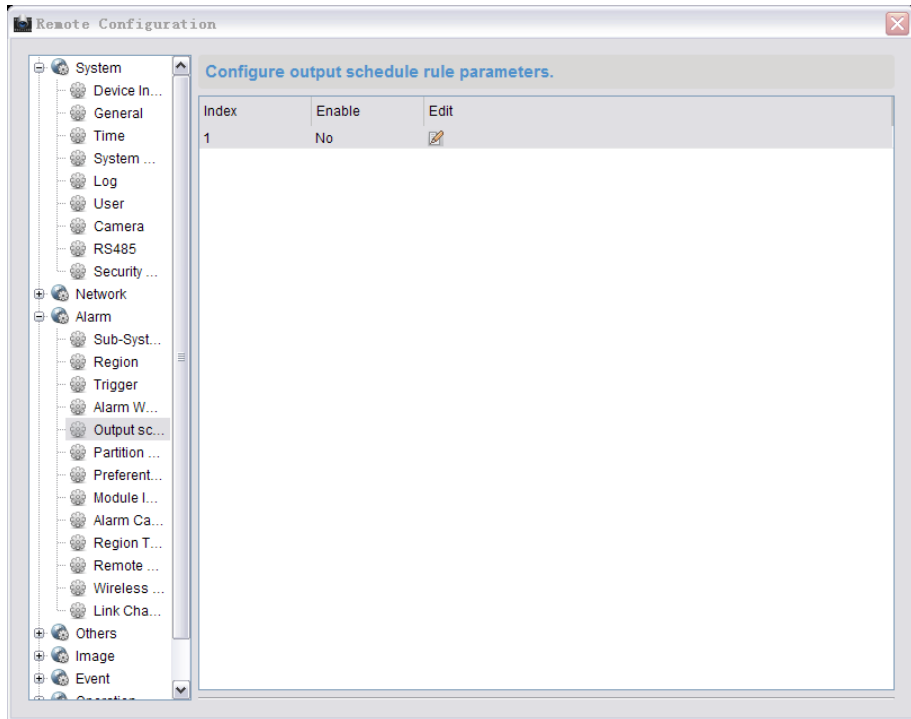 Remote Configuration
System
Device In...
General
Time
System ...
Log
User
Camera
RS485
Security ...
Network
Alarm
Sub-Syst...
Region
Trigger
Alarm W...
Output sc...
Partition ...
Preferent...
Module I...
Alarm Ca...
Region T...
Remote ...
Wireless ...
Link Cha...
Others
Image
Event
Operation
Configure output schedule rule parameters.
Index Enable Edit
1 No